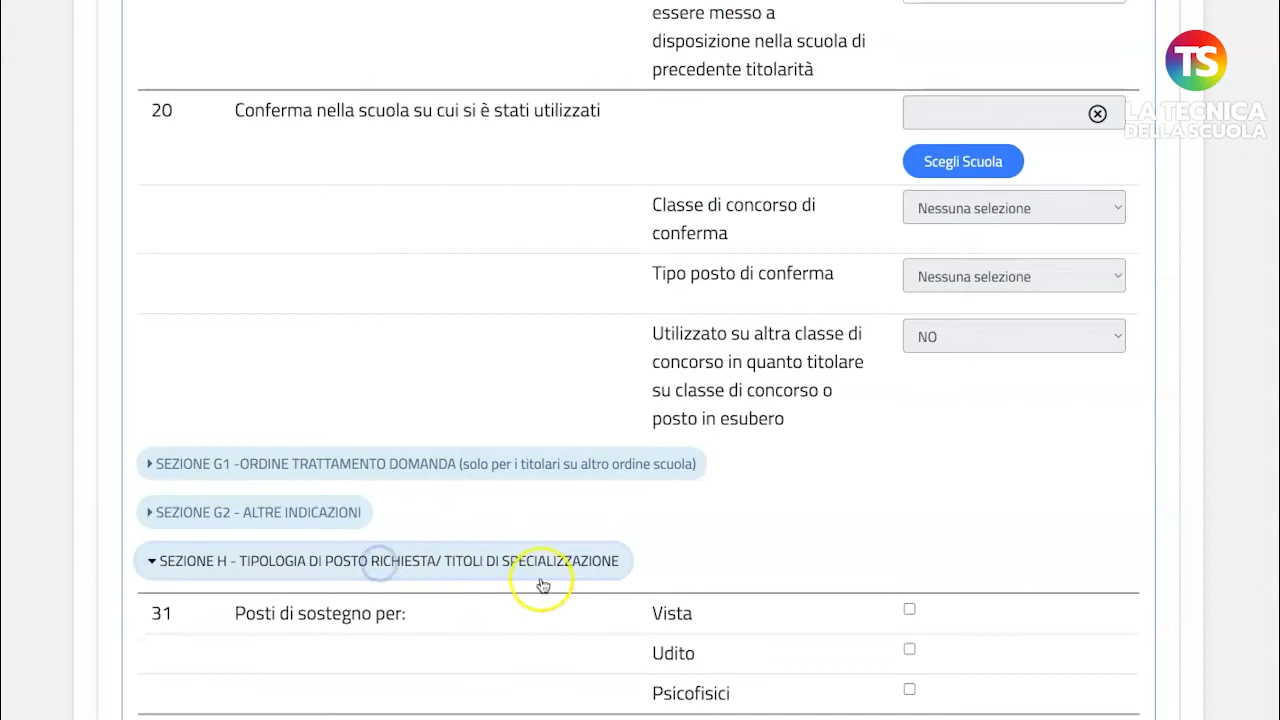 essere messo a
disposizione nella scuola di
precedente titolarità
TS
LA TECNICA
DELLA SCUOLA
20 Conferma nella scuola su cui si è stati utilizzati
Scegli Scuola
Classe di concorso di
conferma
Nessuna selezione
Tipo posto di conferma
Nessuna selezione
Utilizzato su altra classe di
concorso in quanto titolare
su classe di concorso o
posto in esubero
NO
SEZIONE G1 -ORDINE TRATTAMENTO DOMANDA (solo per i titolari su altro ordine scuola)
SEZIONE G2 - ALTRE INDICAZIONI
SEZIONE H - TIPOLOGIA DI POSTO RICHIESTA/ TITOLI DI SPECIALIZZAZIONE
31 Posti di sostegno per: Vista
Udito
Psicofisici